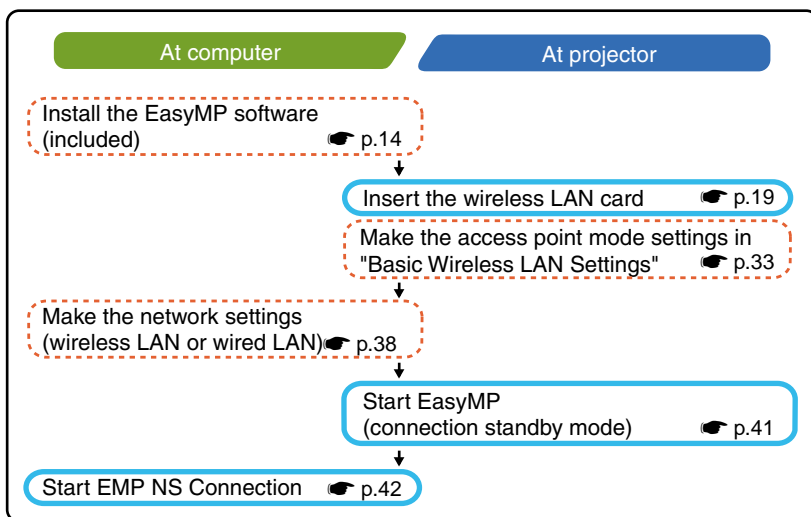 At computer
At projector
Install the EasyMP software
(included) ☛ p.14
Insert the wireless LAN card ☛ p.19
Make the access point mode settings in
"Basic Wireless LAN Settings" ☛ p.33
Make the network settings
(wireless LAN or wired LAN) ☛ p.38
Start EasyMP
(connection standby mode) ☛ p.41
Start EMP NS Connection ☛ p.42